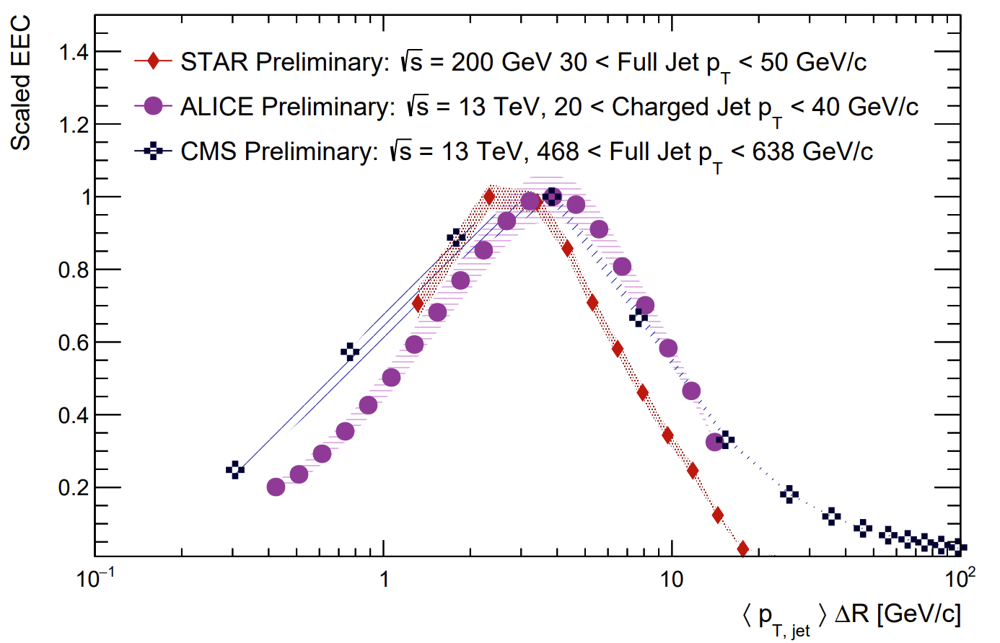 Scaled EEC
1.4
1.2
1
0.8
0.6
0.4
0.2
STAR Preliminary: √s = 200 GeV 30 < Full Jet p_T < 50 GeV/c
ALICE Preliminary: √s = 13 TeV, 20 < Charged Jet p_T < 40 GeV/c
CMS Preliminary: √s = 13 TeV, 468 < Full Jet p_T < 638 GeV/c
10⁻¹ 1 10 10²
⟨ p_T, jet ⟩ ΔR [GeV/c]